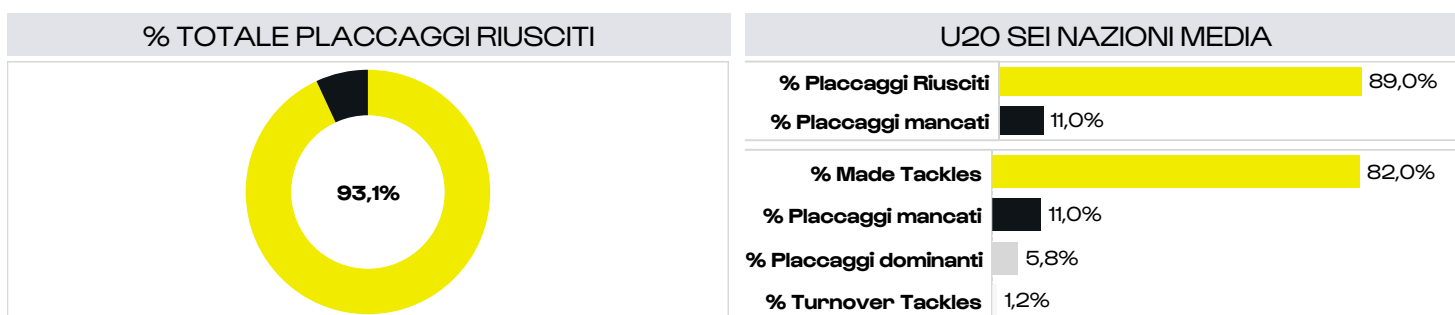 % TOTALE PLACCAGGI RIUSCITI
93,1%
U20 SEI NAZIONI MEDIA
% Placcaggi Riusciti 89,0%
% Placcaggi mancati 11,0%
% Made Tackles 82,0%
% Placcaggi mancati 11,0%
% Placcaggi dominanti 5,8%
% Turnover Tackles 1,2%